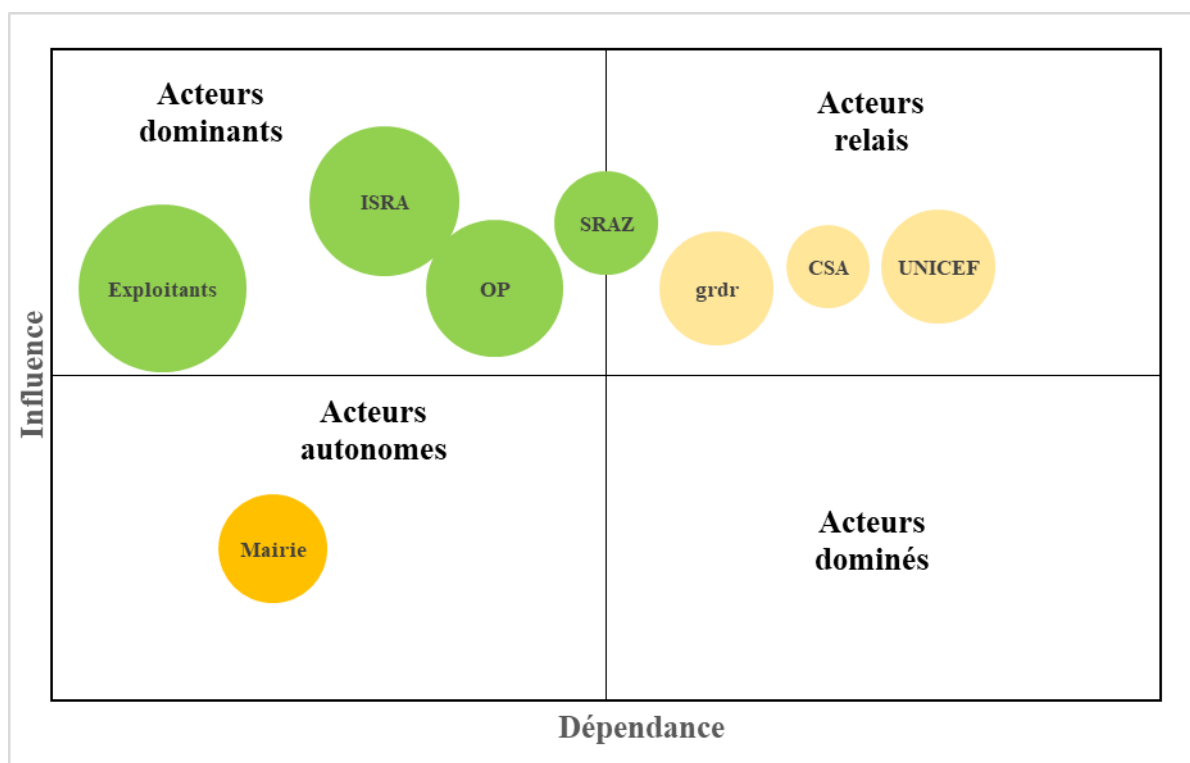 Acteurs
dominants
Acteurs
relais
ISRA
SRAZ
Exploitants
OP
grdr
CSA
UNICEF
Influence
Acteurs
autonomes
Mairie
Acteurs
dominés
Dépendance